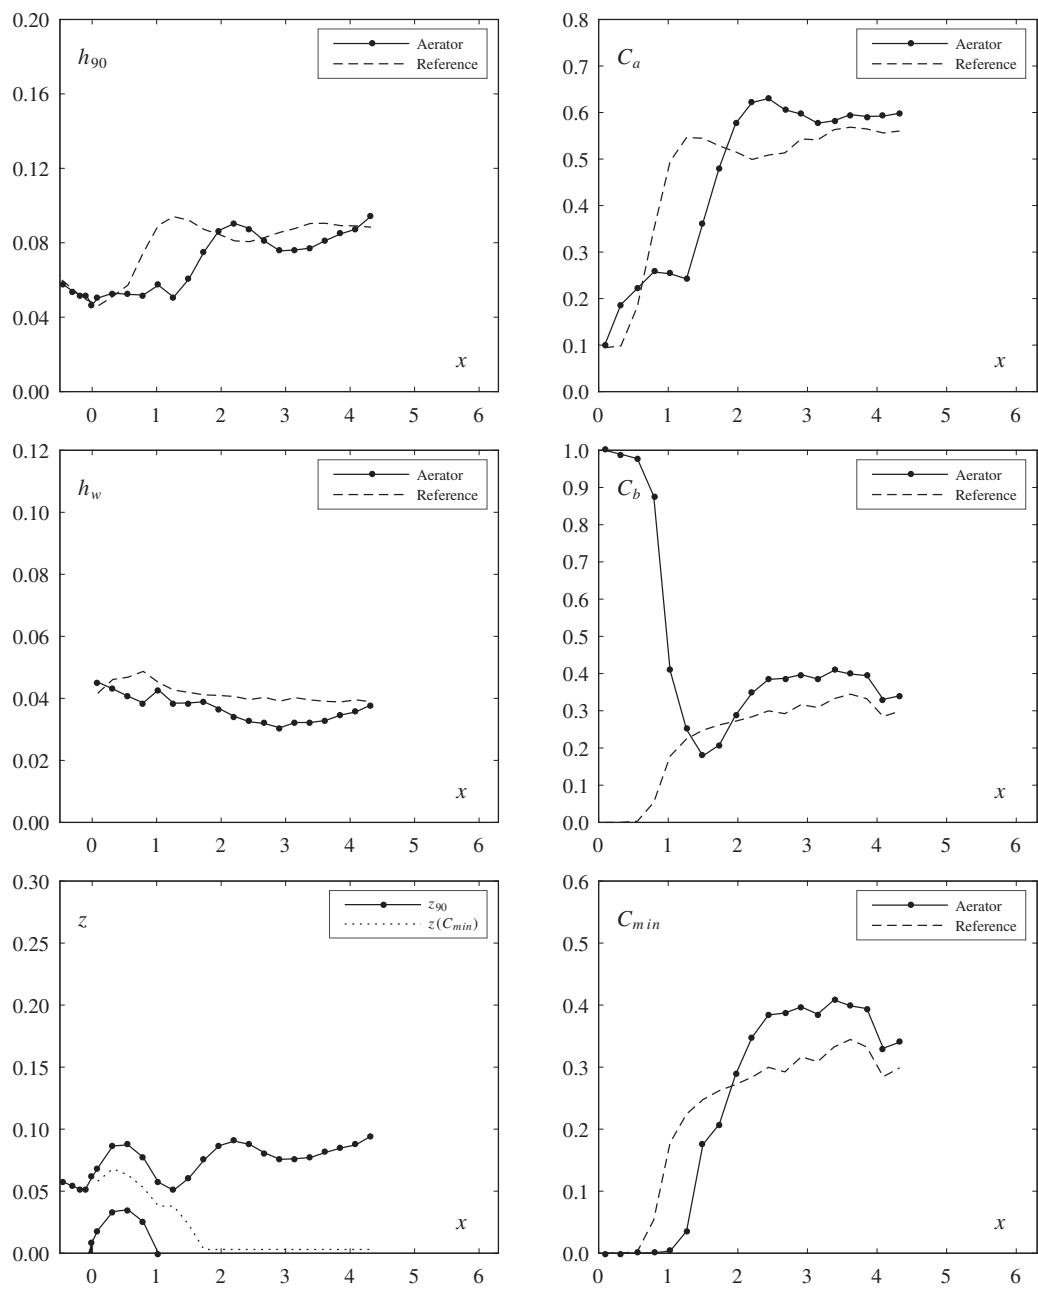 0.20
0.16
0.12
0.08
0.04
0.00
h90
Aerator
Reference
x
0 1 2 3 4 5 6
0.8
0.7
0.6
0.5
0.4
0.3
0.2
0.1
0.0
Ca
Aerator
Reference
x
0 1 2 3 4 5 6
0.12
0.10
0.08
0.06
0.04
0.02
0.00
hw
Aerator
Reference
x
0 1 2 3 4 5 6
1.0
0.9
0.8
0.7
0.6
0.5
0.4
0.3
0.2
0.1
0.0
Cb
Aerator
Reference
x
0 1 2 3 4 5 6
0.30
0.25
0.20
0.15
0.10
0.05
0.00
z
z90
z(Cmin)
x
0 1 2 3 4 5 6
0.6
0.5
0.4
0.3
0.2
0.1
0.0
Cmin
Aerator
Reference
x
0 1 2 3 4 5 6